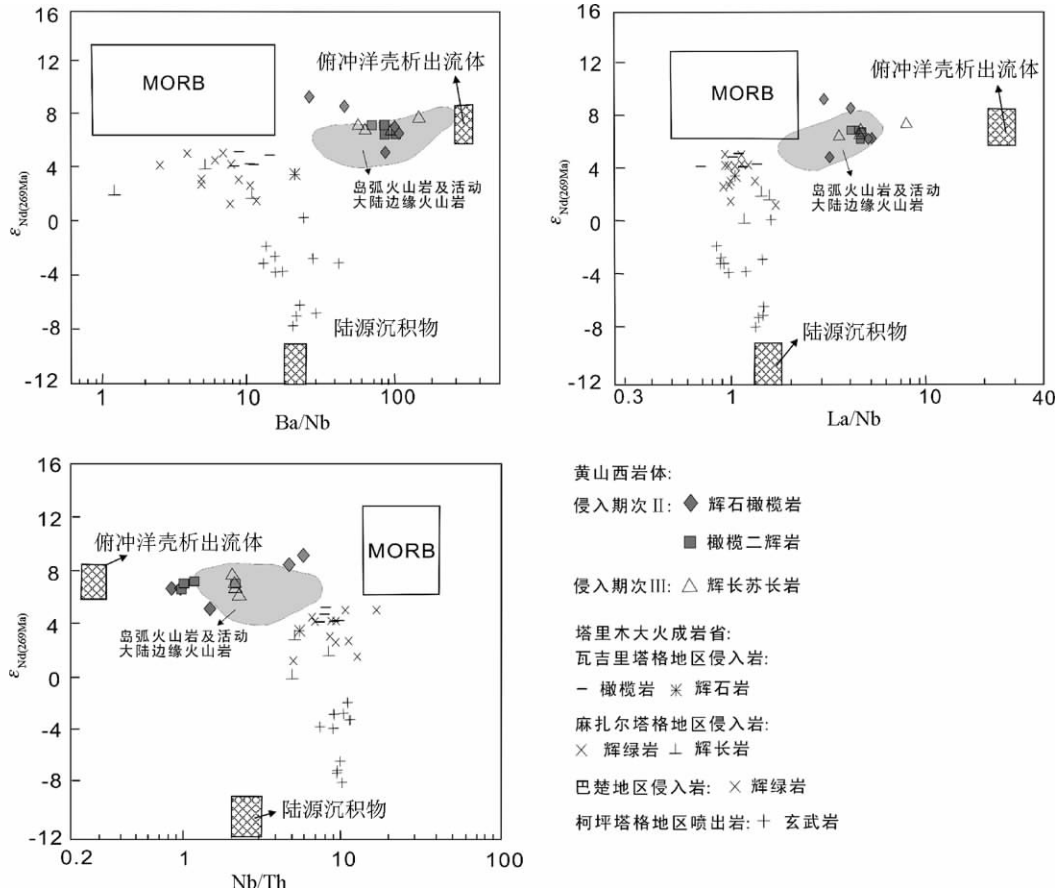 16
12
8
4
0
-4
-8
-12
εNd(269Ma)
MORB
俯冲洋壳析出流体
岛弧火山岩及活动
大陆边缘火山岩
陆源沉积物
1
10
100
Ba/Nb
16
12
8
4
0
-4
-8
-12
εNd(269Ma)
MORB
俯冲洋壳析出流体
岛弧火山岩及活动
大陆边缘火山岩
陆源沉积物
0.3
1
10
40
La/Nb
16
12
8
4
0
-4
-8
-12
εNd(269Ma)
俯冲洋壳析出流体
MORB
岛弧火山岩及活动
大陆边缘火山岩
陆源沉积物
0.2
1
10
100
Nb/Th
黄山西岩体:
侵入期次Ⅱ: 辉石橄榄岩
橄榄二辉岩
侵入期次Ⅲ: 辉长苏长岩
塔里木大火成岩省:
瓦吉里塔格地区侵入岩:
橄榄岩 辉石岩
麻扎尔塔格地区侵入岩:
辉绿岩 辉长岩
巴楚地区侵入岩: 辉绿岩
柯坪塔格地区喷出岩: 玄武岩